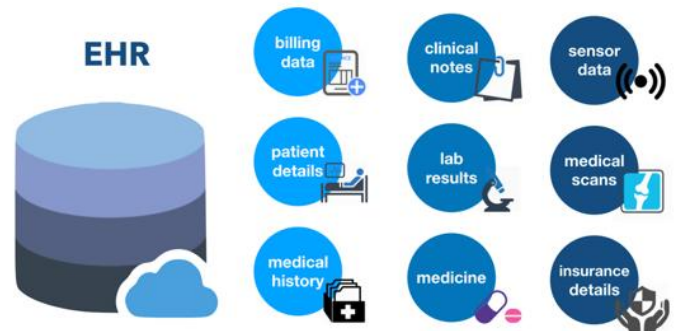 EHR
billing
data
clinical
notes
sensor
data
patient
details
lab
results
medical
scans
medical
history
medicine
insurance
details